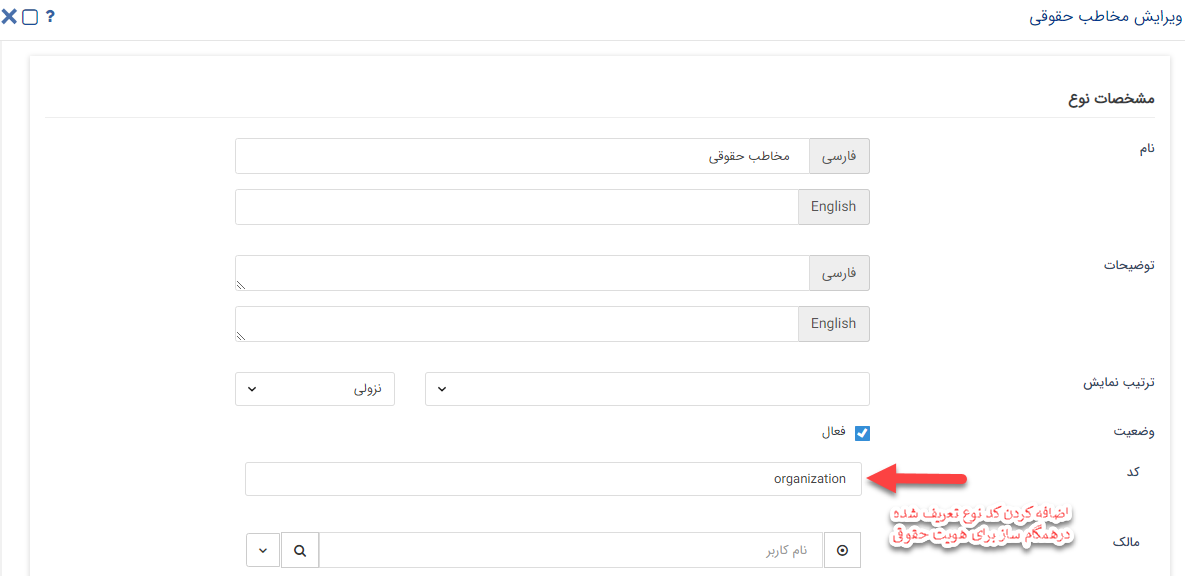 ویرایش مخاطب حقوقی
?
مشخصات نوع
نام
فارسی
مخاطب حقوقی
English
توضیحات
فارسی
English
ترتیب نمایش
نزولی
وضعیت
فعال
کد
organization
اضافه کردن کد نوع تعریف شده
درهمگام ساز برای هویت حقوقی
مالک
نام کاربر